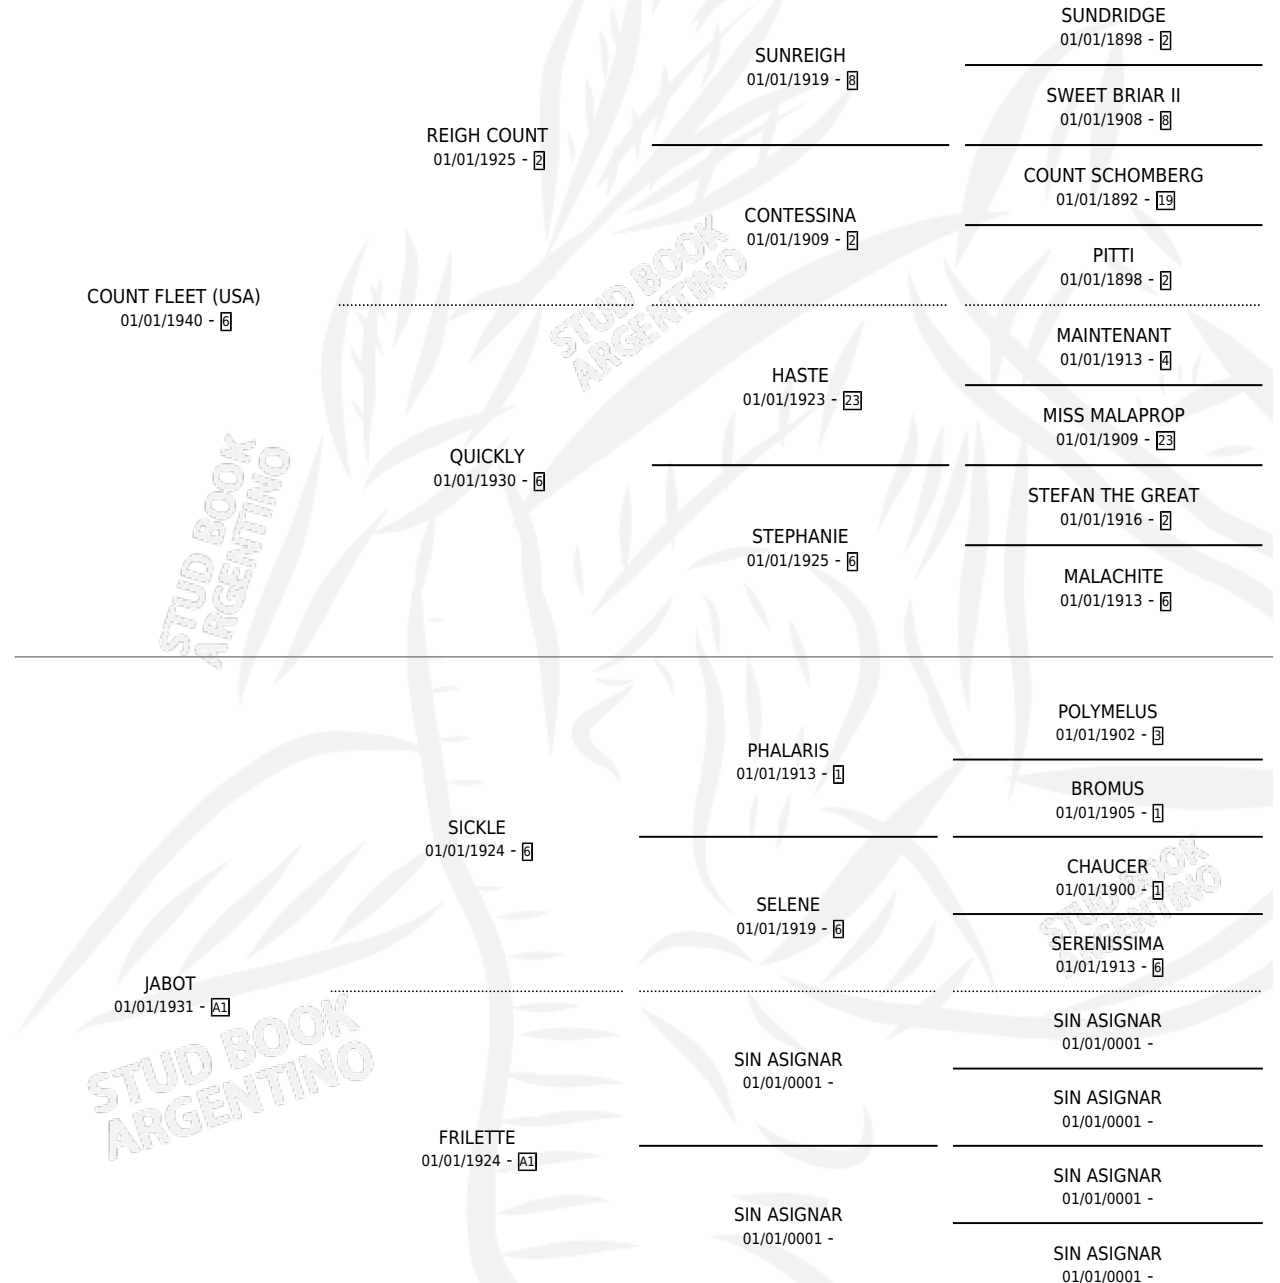 SUNDRIDGE
01/01/1898 - 2
SUNREIGH
01/01/1919 - 8
SWEET BRIAR II
01/01/1908 - 8
REIGH COUNT
01/01/1925 - 2
COUNT SCHOMBERG
01/01/1892 - 19
CONTESSINA
01/01/1909 - 2
PITTI
01/01/1898 - 2
COUNT FLEET (USA)
01/01/1940 - 6
MAINTENANT
01/01/1913 - 4
HASTE
01/01/1923 - 23
MISS MALAPROP
01/01/1909 - 23
QUICKLY
01/01/1930 - 6
STEFAN THE GREAT
01/01/1916 - 2
STEPHANIE
01/01/1925 - 6
MALACHITE
01/01/1913 - 6
POLYMELUS
01/01/1902 - 3
PHALARIS
01/01/1913 - 1
BROMUS
01/01/1905 - 1
SICKLE
01/01/1924 - 6
CHAUCER
01/01/1900 - 1
SELENE
01/01/1919 - 6
SERENISSIMA
01/01/1913 - 6
JABOT
01/01/1931 - A1
SIN ASIGNAR
01/01/0001 -
SIN ASIGNAR
01/01/0001 -
SIN ASIGNAR
01/01/0001 -
FRILETTE
01/01/1924 - A1
SIN ASIGNAR
01/01/0001 -
SIN ASIGNAR
01/01/0001 -
SIN ASIGNAR
01/01/0001 -
STUD BOOK
ARGENTINO
STUD BOOK
ARGENTINO
STUD BOOK
ARGENTINO
STUD BOOK
ARGENTINO